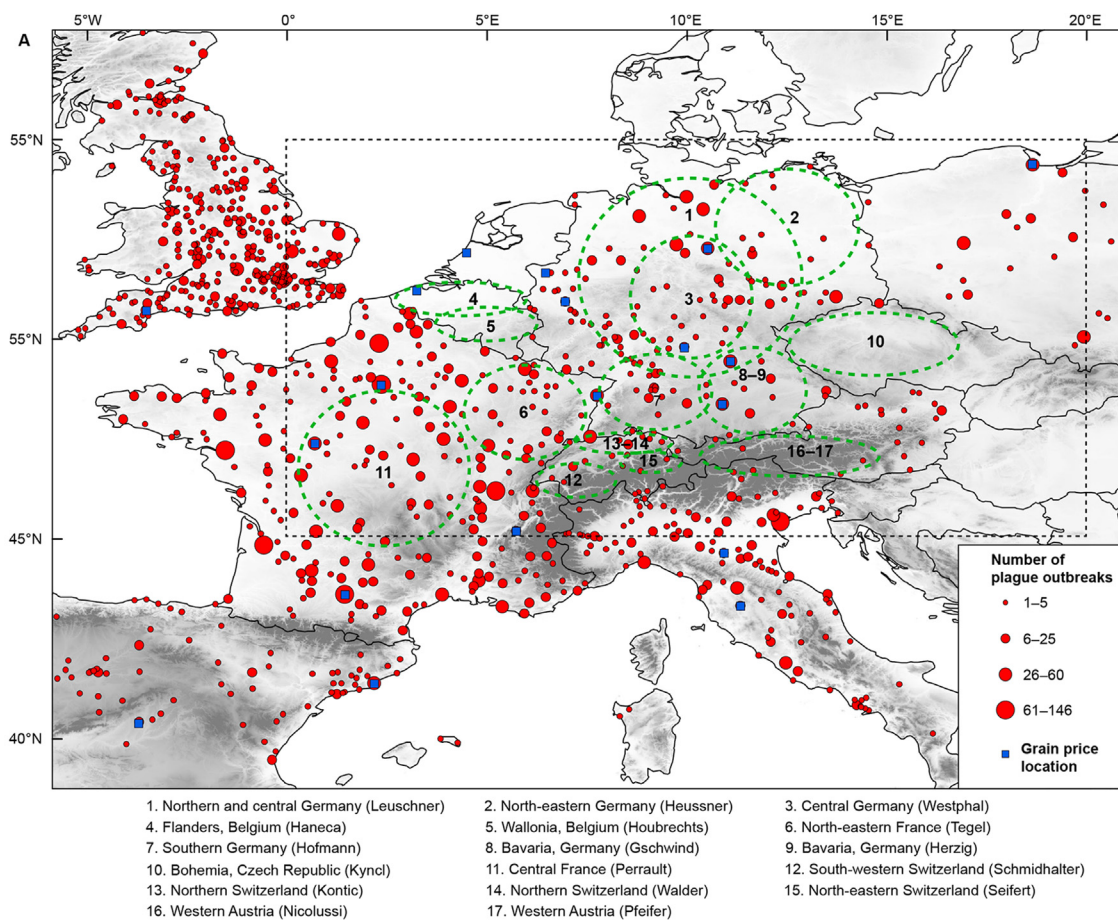 5°W 0° 5°E 10°E 15°E 20°E
A
55°N
55°N
45°N
40°N
1
2
3
4
5
10
8–9
7
6
13–14
16–17
15
12
11
Number of
plague outbreaks
1–5
6–25
26–60
61–146
Grain price
location
1. Northern and central Germany (Leuschner) 2. North-eastern Germany (Heussner) 3. Central Germany (Westphal)
4. Flanders, Belgium (Haneca) 5. Wallonia, Belgium (Houbrechts) 6. North-eastern France (Tegel)
7. Southern Germany (Hofmann) 8. Bavaria, Germany (Gschwind) 9. Bavaria, Germany (Herzig)
10. Bohemia, Czech Republic (Kyncl) 11. Central France (Perrault) 12. South-western Switzerland (Schmidhalter)
13. Northern Switzerland (Kontic) 14. Northern Switzerland (Walder) 15. North-eastern Switzerland (Seifert)
16. Western Austria (Nicolussi) 17. Western Austria (Pfeifer)